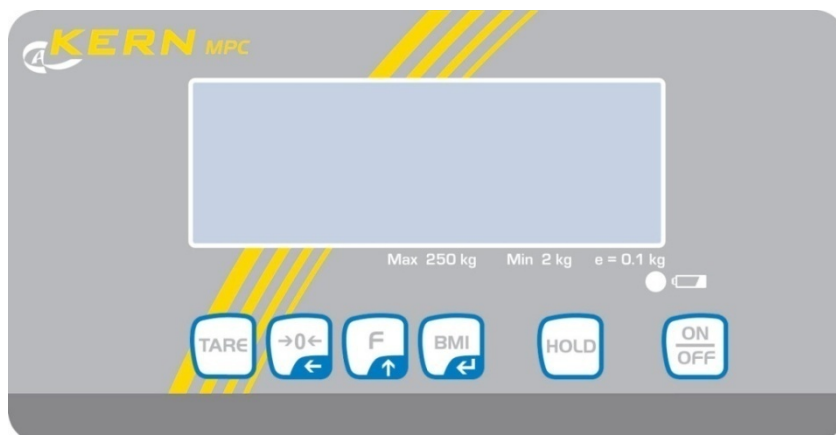 KERN MPC
Max 250 kg Min 2 kg e = 0.1 kg
TARE →0← F BMI HOLD ON
OFF